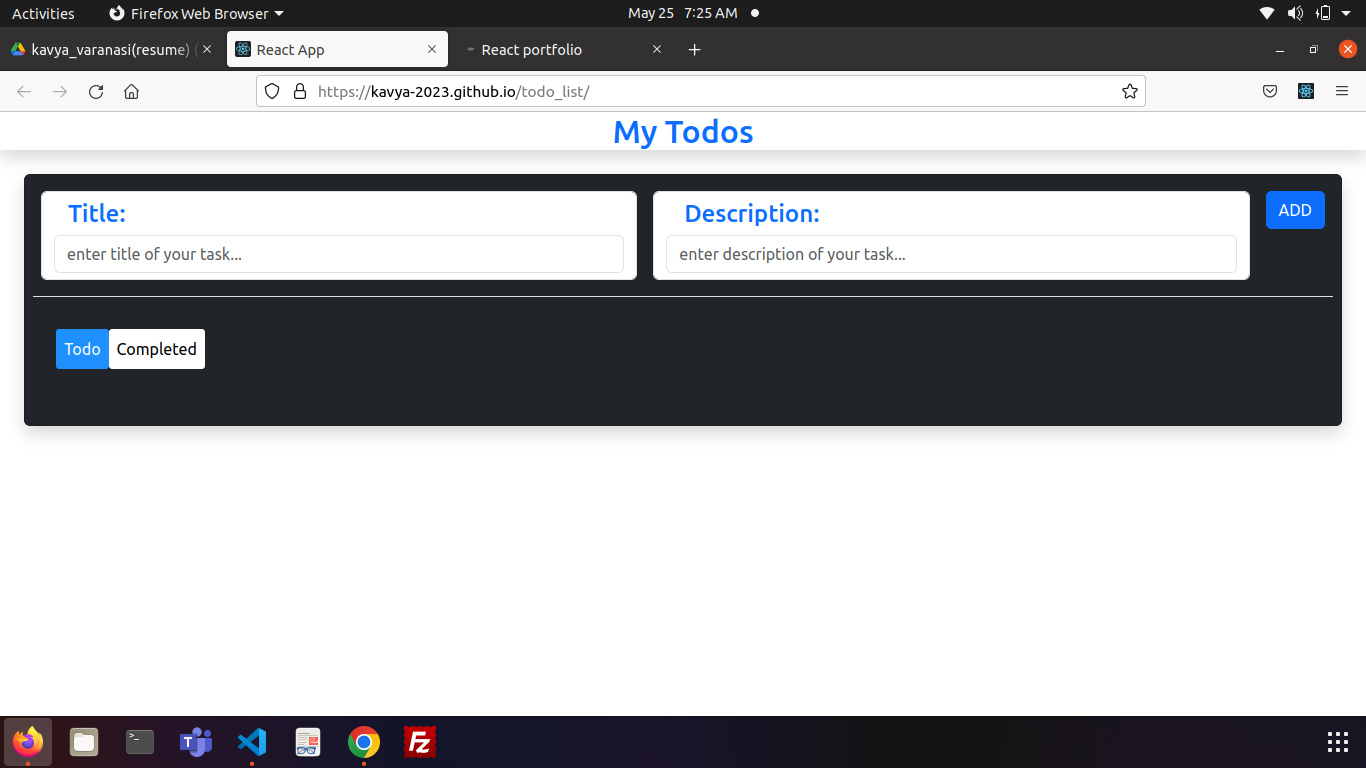 Activities Firefox Web Browser May 25 7:25 AM
kavya_varanasi(resume) ( React App React portfolio
https://kavya-2023.github.io/todo_list/
My Todos
Title: Description: ADD
enter title of your task... enter description of your task...
Todo Completed